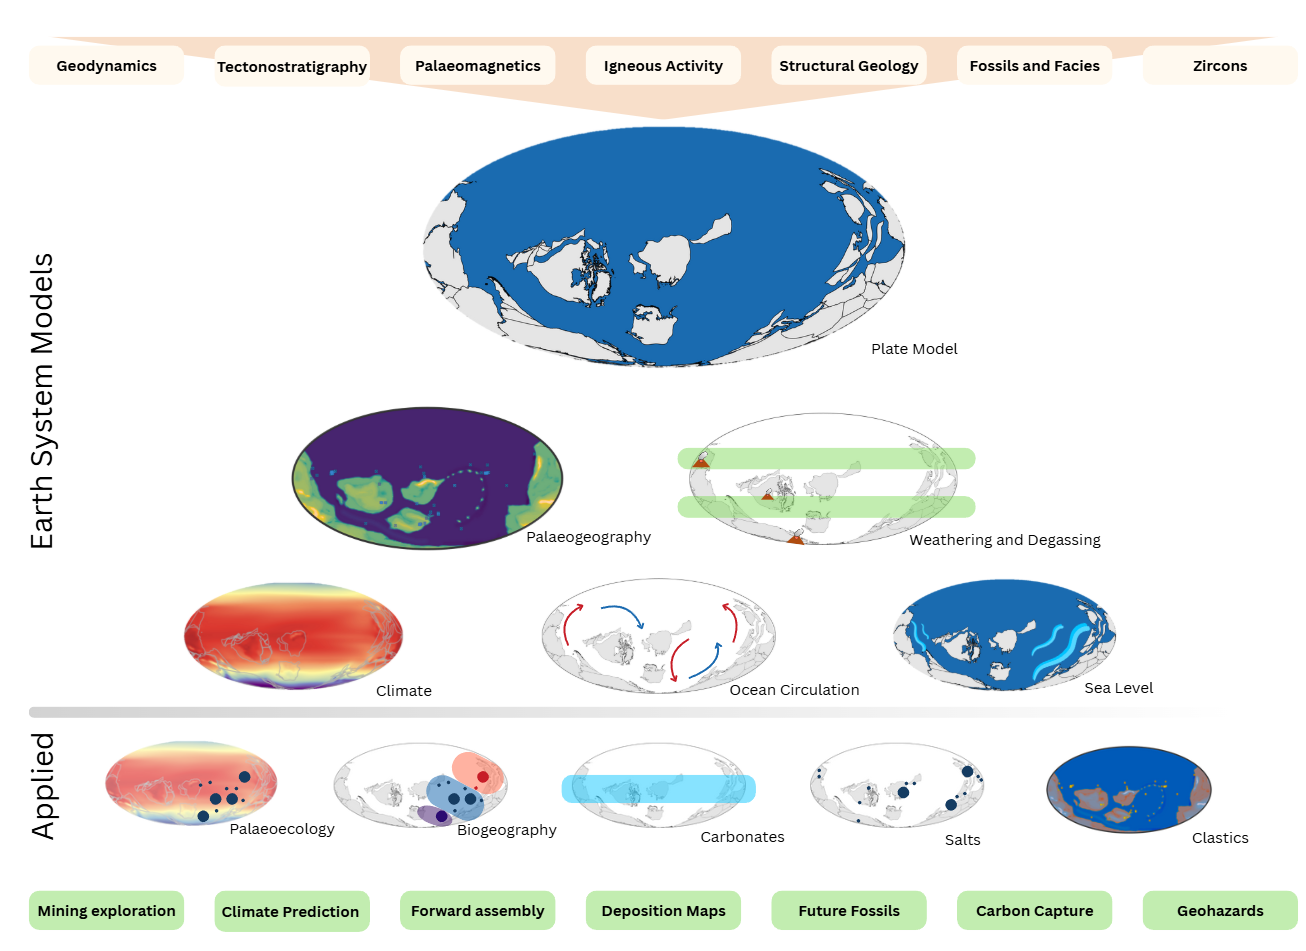 Geodynamics
Tectonostratigraphy
Palaeomagnetics
Igneous Activity
Structural Geology
Fossils and Facies
Zircons
Earth System Models
Plate Model
Palaeogeography
Weathering and Degassing
Climate
Ocean Circulation
Sea Level
Applied
Palaeoecology
Biogeography
Carbonates
Salts
Clastics
Mining exploration
Climate Prediction
Forward assembly
Deposition Maps
Future Fossils
Carbon Capture
Geohazards